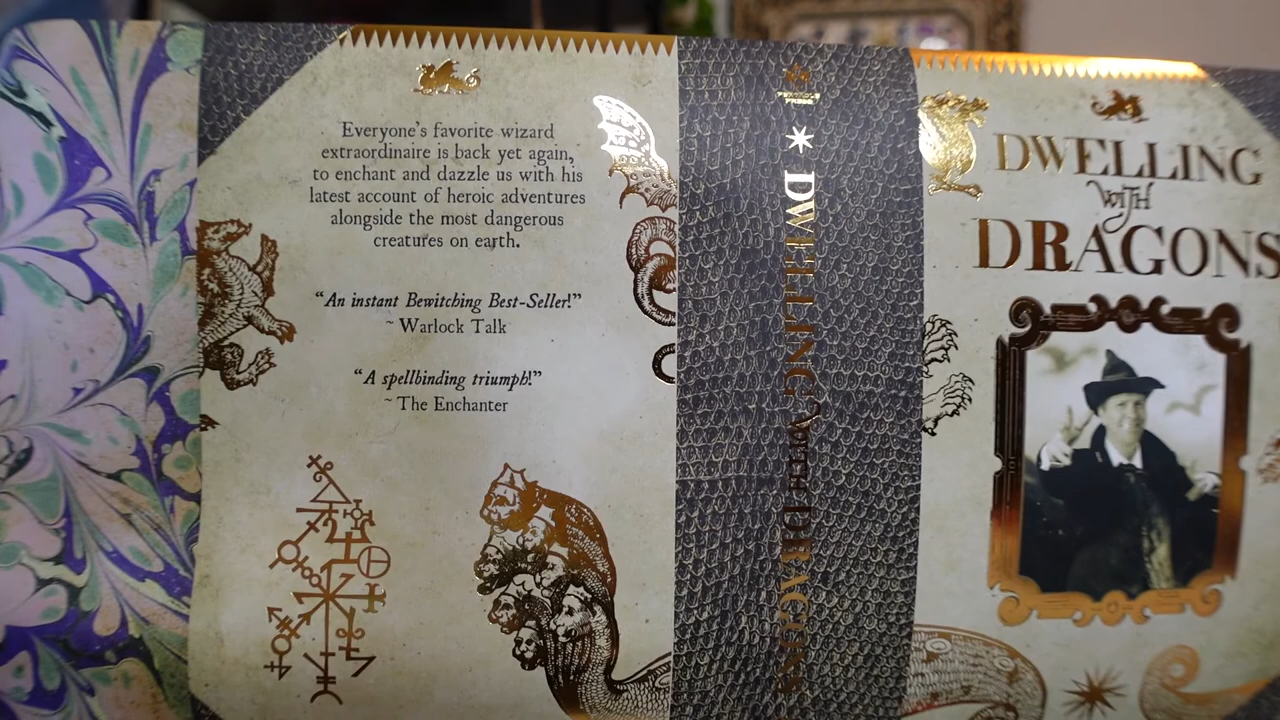 Everyone's favorite wizard
extraordinaire is back yet again,
to enchant and dazzle us with his
latest account of heroic adventures
alongside the most dangerous
creatures on earth.
“An instant Bewitching Best-Seller!”
~ Warlock Talk
“A spellbinding triumph!”
~ The Enchanter
PRESS
DWELLING WITH DRAGONS
DWELLING
WITH
DRAGONS